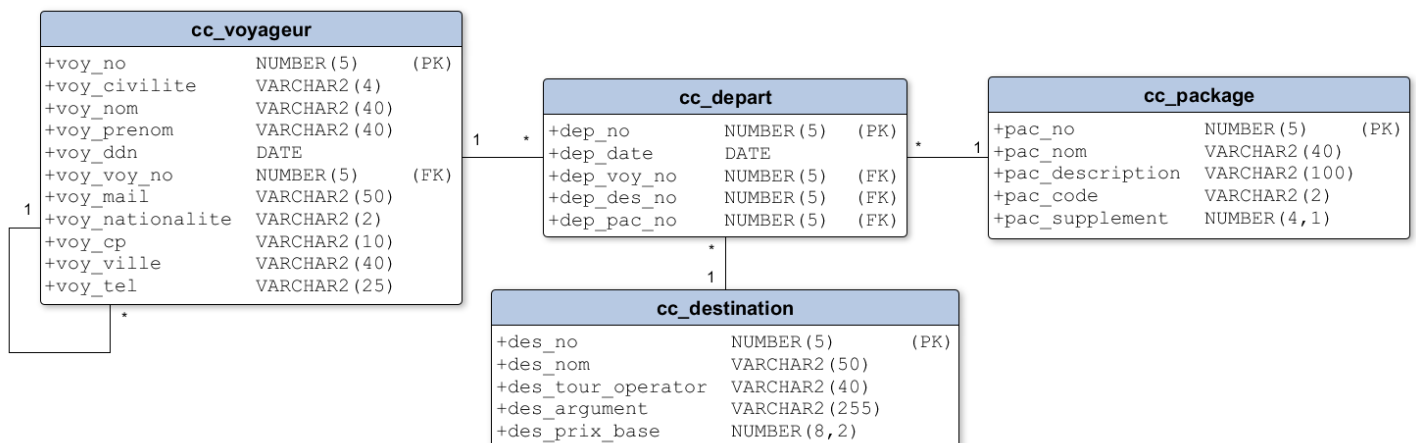 cc_voyageur
+voy_no NUMBER(5) (PK)
+voy_civilite VARCHAR2(4)
+voy_nom VARCHAR2(40)
+voy_prenom VARCHAR2(40)
+voy_ddn DATE
+voy_voy_no NUMBER(5) (FK)
+voy_mail VARCHAR2(50)
+voy_nationalite VARCHAR2(2)
+voy_cp VARCHAR2(10)
+voy_ville VARCHAR2(40)
+voy_tel VARCHAR2(25)
1
*
1
*
cc_depart
+dep_no NUMBER(5) (PK)
+dep_date DATE
+dep_voy_no NUMBER(5) (FK)
+dep_des_no NUMBER(5) (FK)
+dep_pac_no NUMBER(5) (FK)
*
1
cc_package
+pac_no NUMBER(5) (PK)
+pac_nom VARCHAR2(40)
+pac_description VARCHAR2(100)
+pac_code VARCHAR2(2)
+pac_supplement NUMBER(4,1)
*
1
cc_destination
+des_no NUMBER(5) (PK)
+des_nom VARCHAR2(50)
+des_tour_operator VARCHAR2(40)
+des_argument VARCHAR2(255)
+des_prix_base NUMBER(8,2)